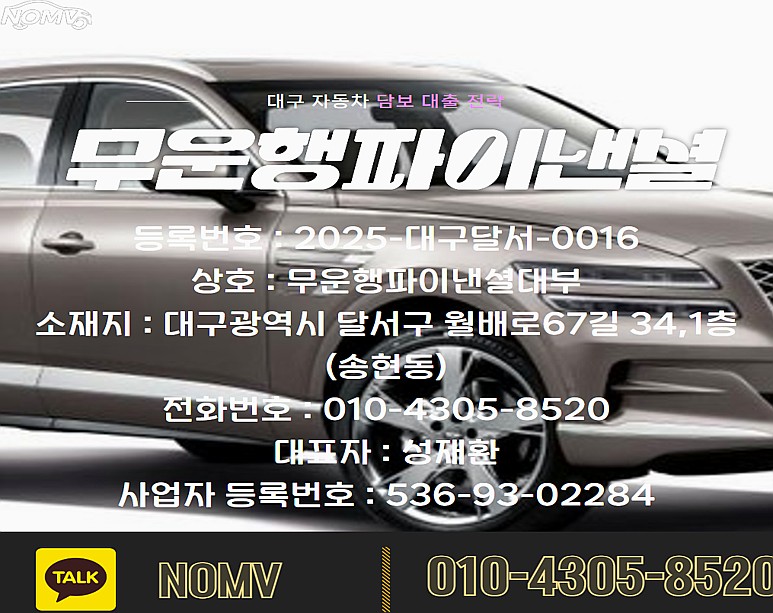 NOMV
대구 자동차 담보 대출 전략
무운행파이낸셜
등록번호 : 2025-대구달서-0016
상호 : 무운행파이낸셜대부
소재지 : 대구광역시 달서구 월배로67길 34,1층
(송현동)
전화번호 : 010-4305-8520
대표자 : 성재환
사업자 등록번호 : 536-93-02284
TALK NOMV 010-4305-8520